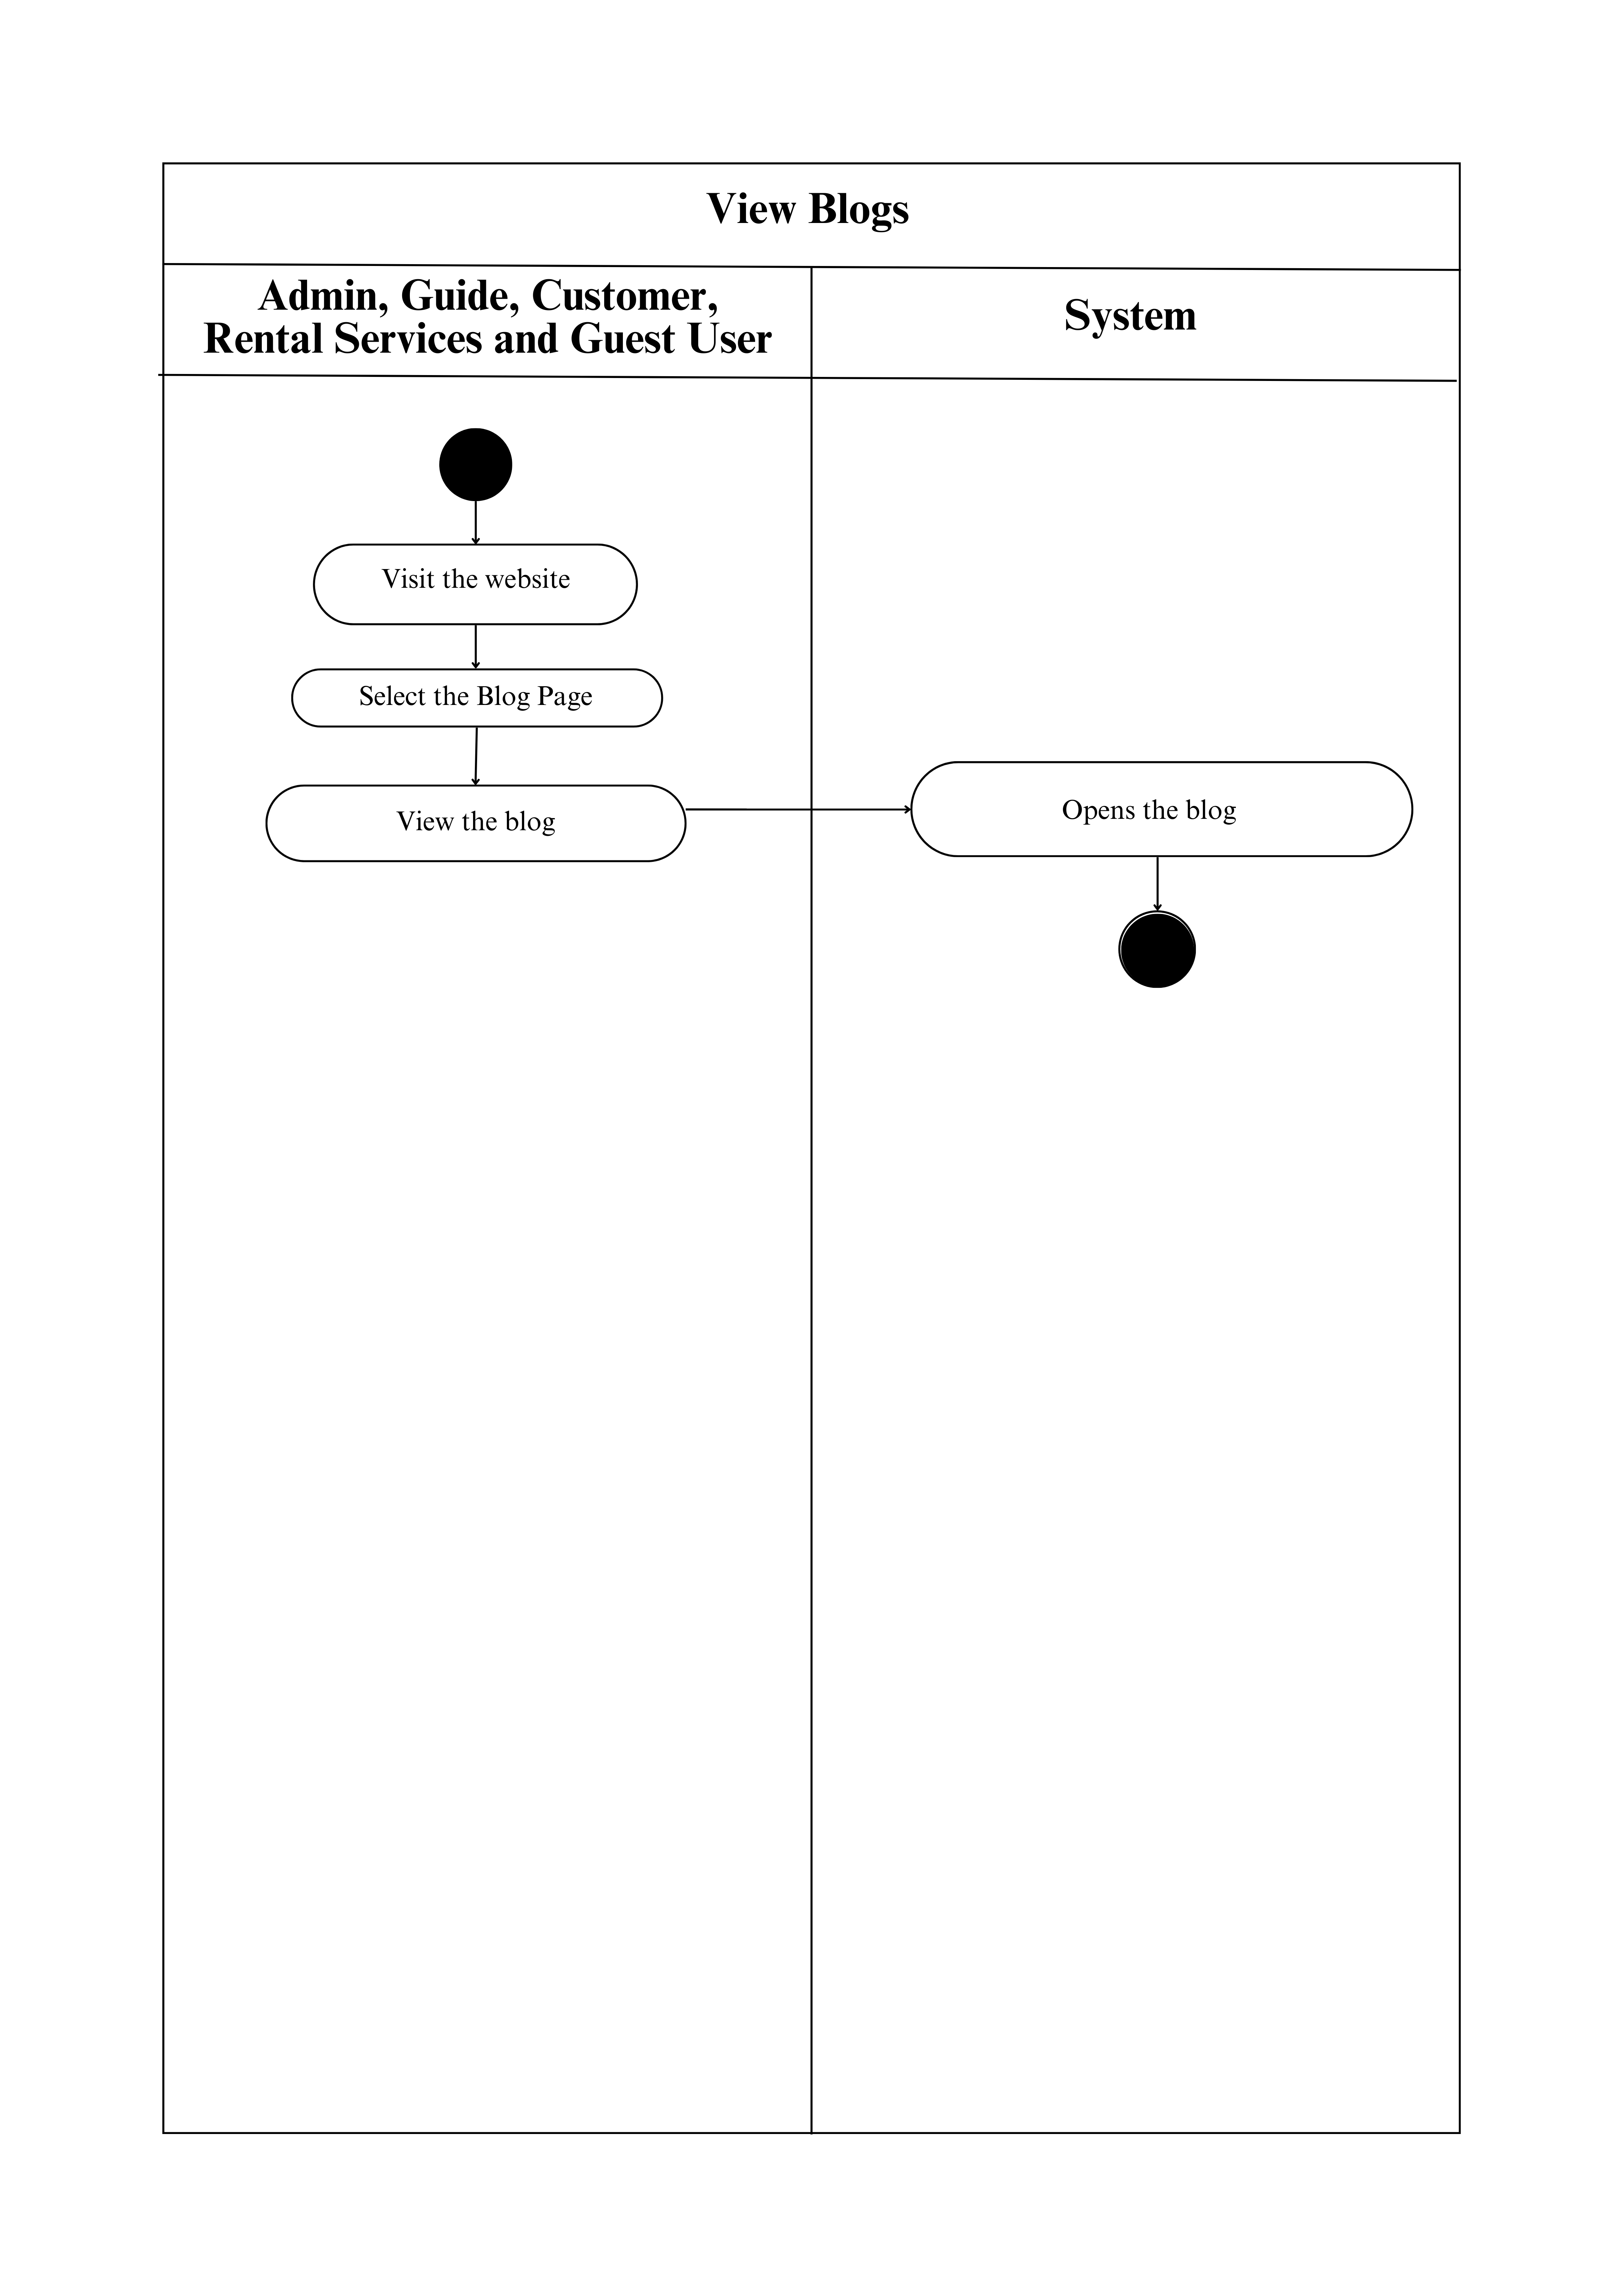 View Blogs
Admin, Guide, Customer,
Rental Services and Guest User
System
Visit the website
Select the Blog Page
View the blog
Opens the blog